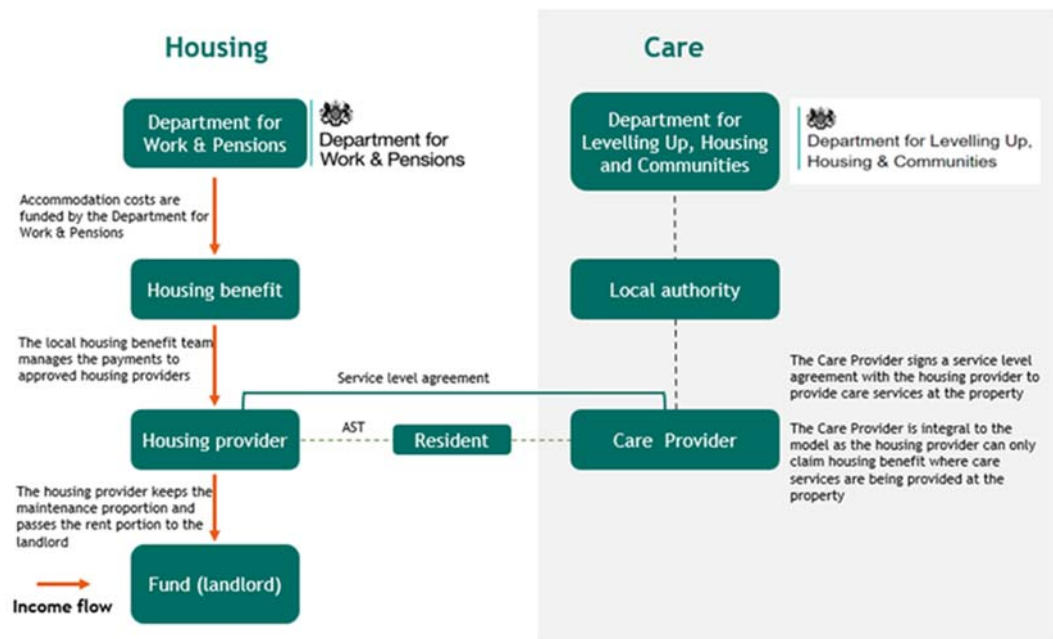 Housing
Care
Department for
Work & Pensions
Department for
Work & Pensions
Department for
Levelling Up, Housing
and Communities
Department for Levelling Up,
Housing & Communities
Accommodation costs are
funded by the Department for
Work & Pensions
Housing benefit
Local authority
The local housing benefit team
manages the payments to
approved housing providers
Service level agreement
The Care Provider signs a service level
agreement with the housing provider to
provide care services at the property
Housing provider
AST
Resident
Care Provider
The Care Provider is integral to the
model as the housing provider can only
claim housing benefit where care
services are being provided at the
property
The housing provider keeps the
maintenance proportion and
passes the rent portion to the
landlord
Fund (landlord)
Income flow